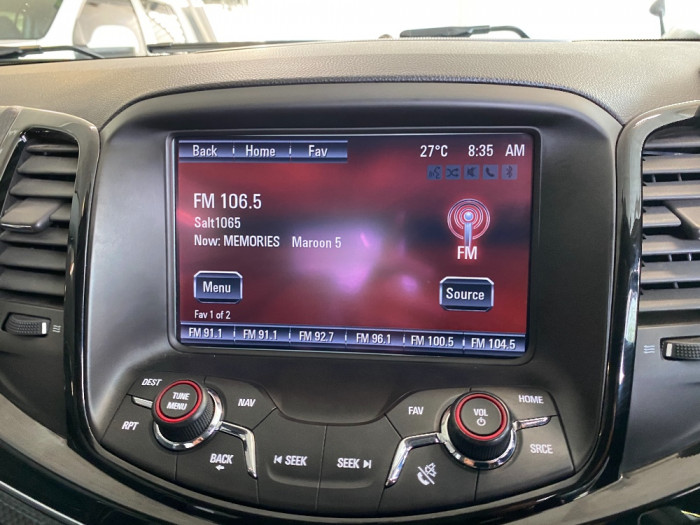 Back Home Fav 27°C 8:35 AM
FM 106.5
Salt1065
Now: MEMORIES Maroon 5
FM
Menu
Source
Fav 1 of 2
FM 91.1 FM 91.1 FM 92.7 FM 96.1 FM 100.5 FM 104.5
DEST
TUNE
MENU
NAV
RPT
BACK
SEEK
SEEK
FAV
VOL
HOME
SRCE